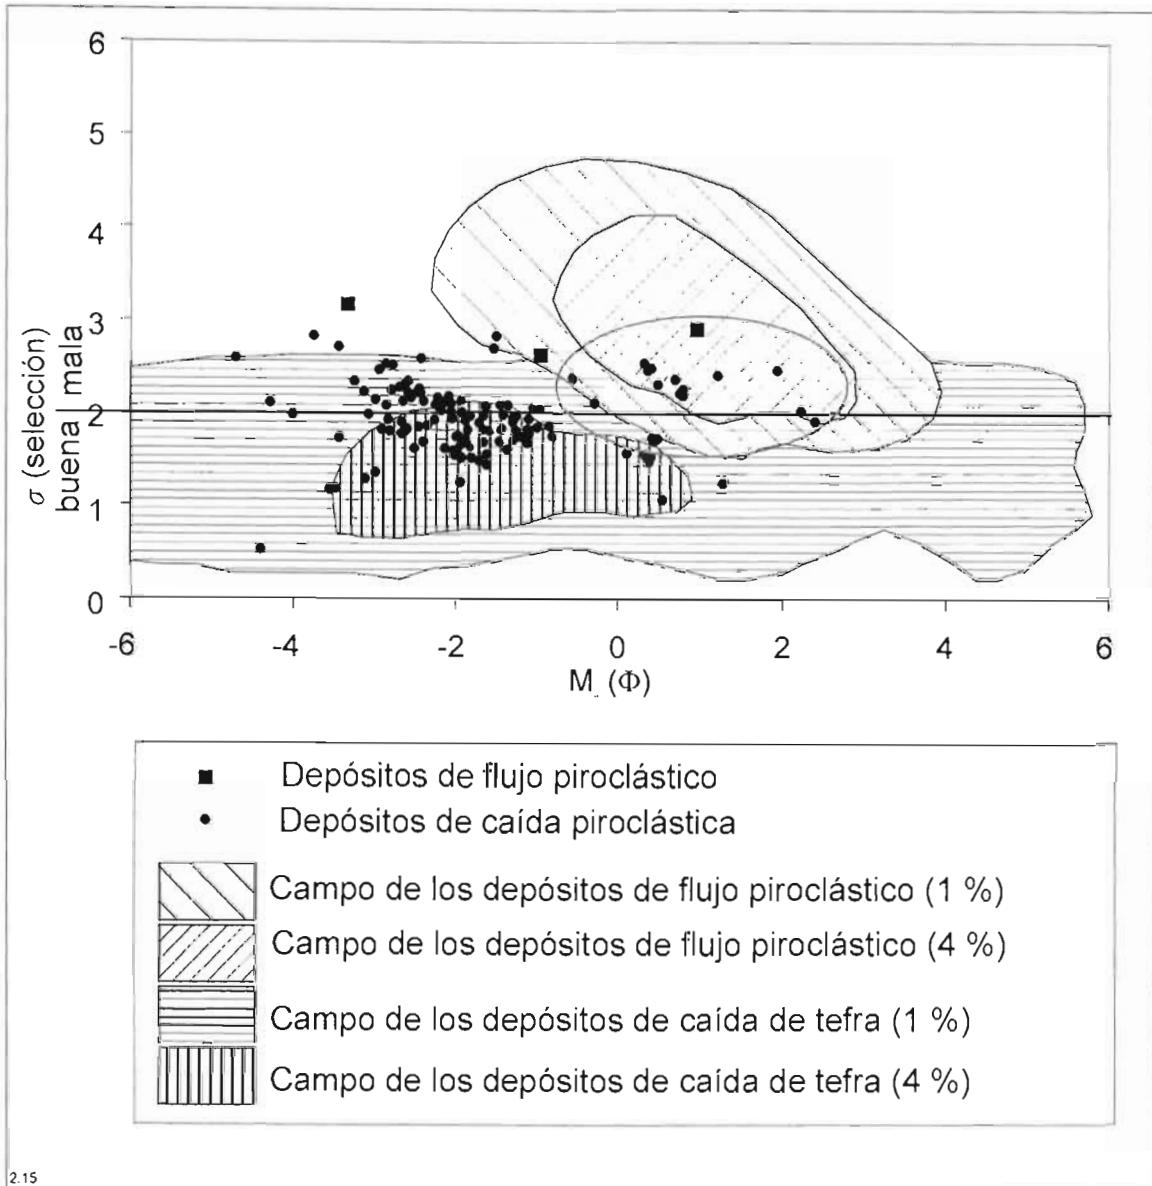 6
5
4
3
2
1
0
σ (selección)
buena mala
-6
-4
-2
0
2
4
6
M (Φ)
Depósitos de flujo piroclástico
Depósitos de caída piroclástica
Campo de los depósitos de flujo piroclástico (1 %)
Campo de los depósitos de flujo piroclástico (4 %)
Campo de los depósitos de caída de tefra (1 %)
Campo de los depósitos de caída de tefra (4 %)
2.15